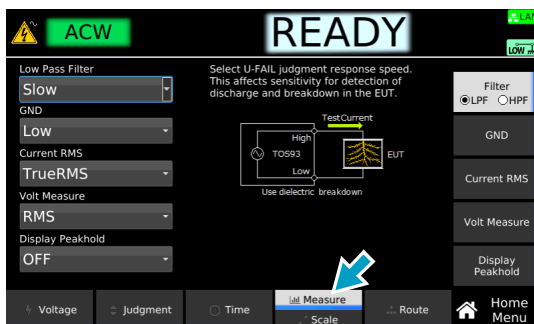 ACW
READY
LAN
LOW
Low Pass Filter
Slow
GND
Low
Current RMS
TrueRMS
Volt Measure
RMS
Display Peakhold
OFF
Select U-FAIL judgment response speed.
This affects sensitivity for detection of
discharge and breakdown in the EUT.
TestCurrent
High
TOS93
EUT
Low
Use dielectric breakdown
Filter
LPF HPF
GND
Current RMS
Volt Measure
Display
Peakhold
Voltage
Judgment
Time
Measure
Scale
Route
Home
Menu